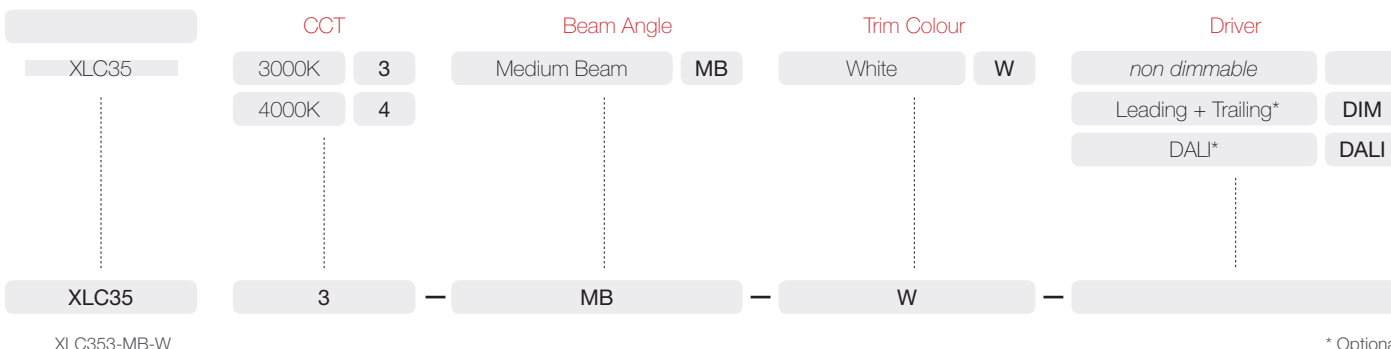 CCT Beam Angle Trim Colour Driver
XLC35 3000K 3 Medium Beam MB White W non dimmable
4000K 4 Leading + Trailing* DIM
DALI* DALI
XLC35 3 — MB — W —
XLC353-MB-W * Optiona